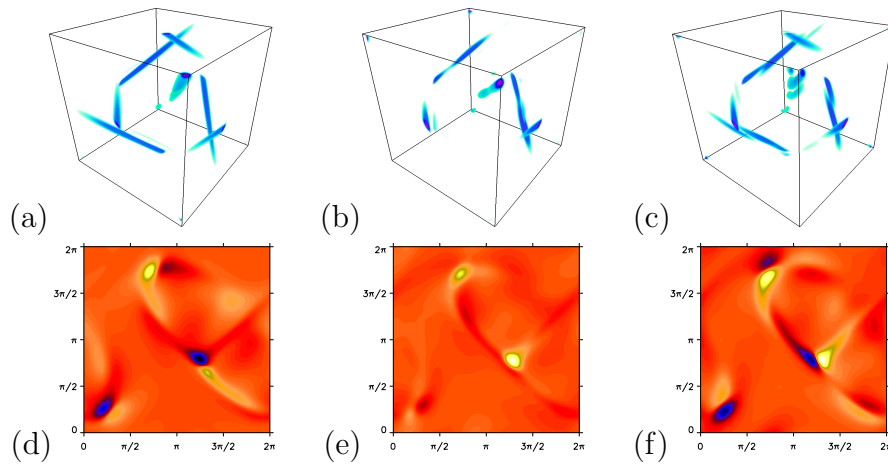 (a) (b) (c)
2π 2π 2π
3π/2 3π/2 3π/2
π π π
π/2 π/2 π/2
0 0 0
(d) (e) (f)
0 π/2 π 3π/2 2π 0 π/2 π 3π/2 2π 0 π/2 π 3π/2 2π